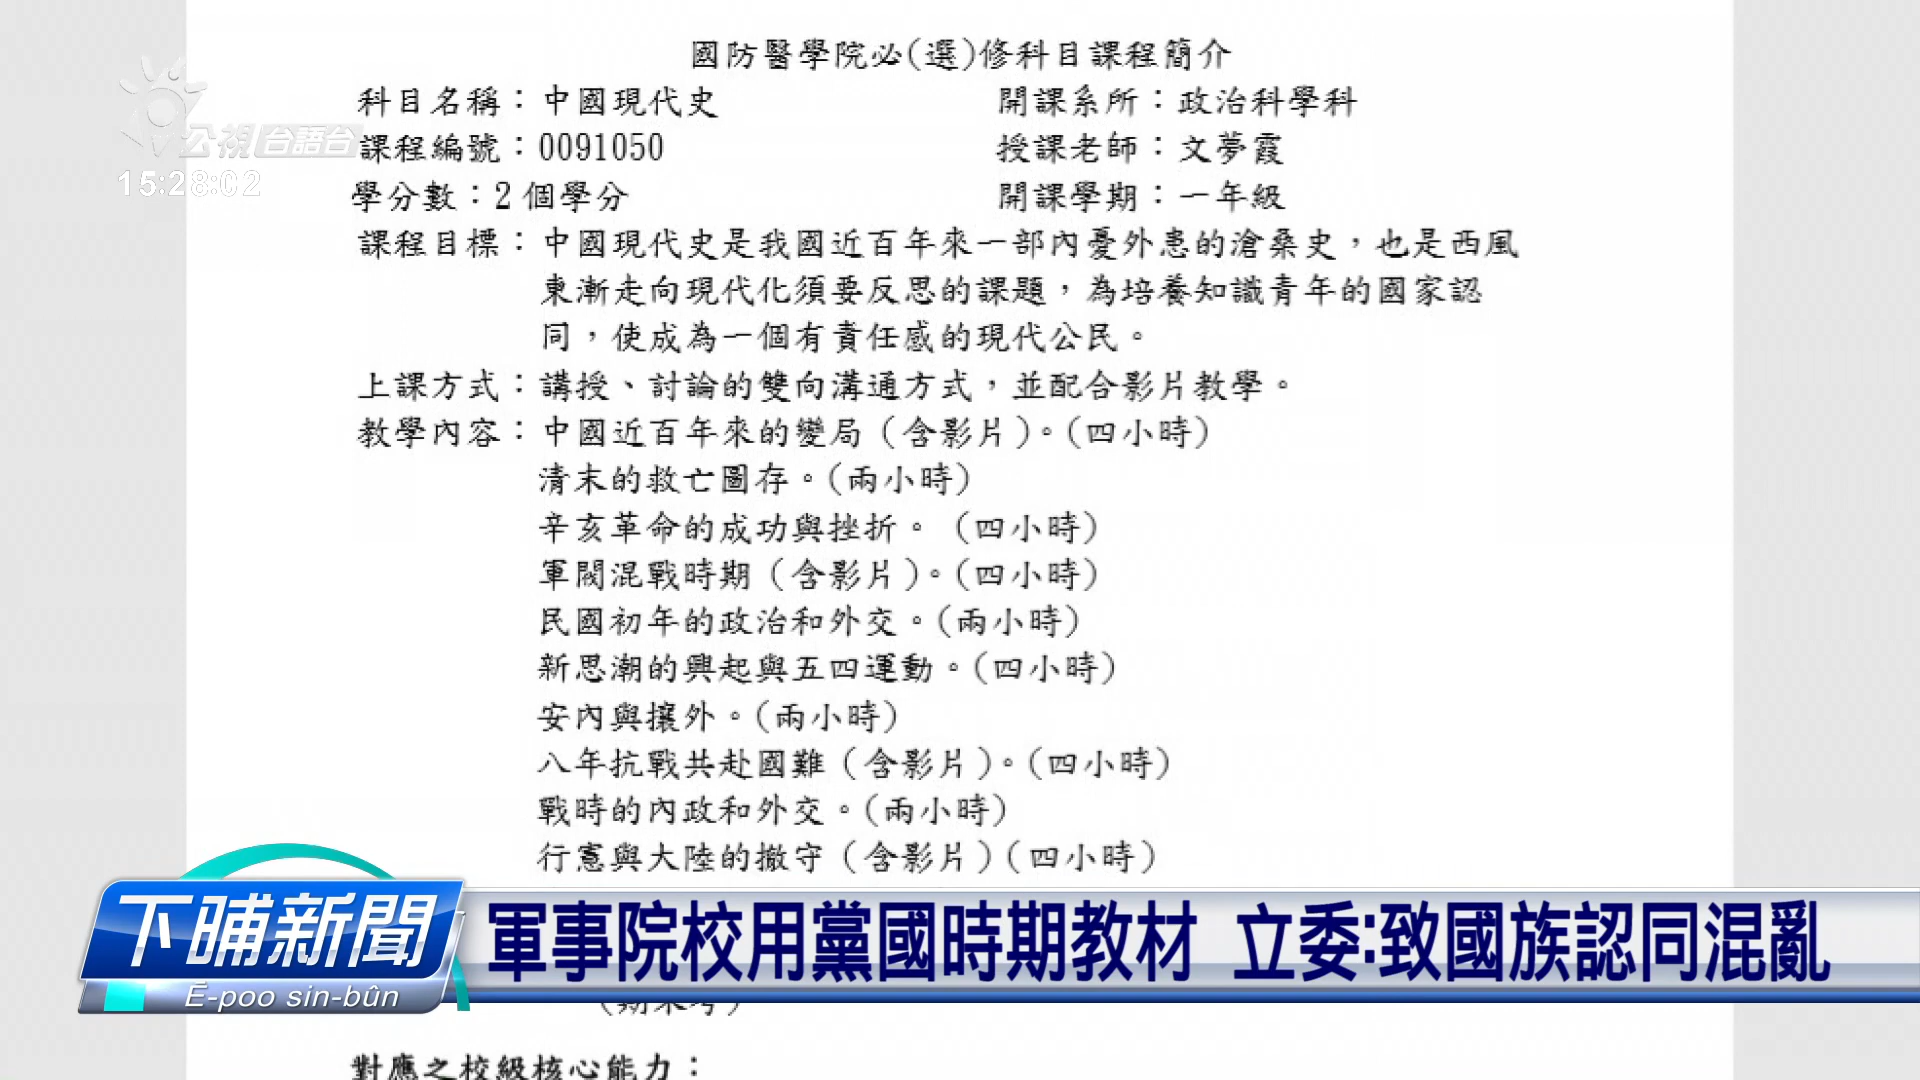 國防醫學院必(選)修科目課程簡介
科目名稱：中國現代史
開課系所：政治科學科
公視台語台
課程編號：0091050
授課老師：文夢霞
15:28:02
學分數：2 個學分
開課學期：一年級
課程目標：中國現代史是我國近百年來一部內憂外患的滄桑史，也是西風
東漸走向現代化須要反思的課題，為培養知識青年的國家認
同，使成為一個有責任感的現代公民。
上課方式：講授、討論的雙向溝通方式，並配合影片教學。
教學內容：中國近百年來的變局（含影片）。(四小時)
清末的救亡圖存。(兩小時)
辛亥革命的成功與挫折。 (四小時)
軍閥混戰時期（含影片）。(四小時)
民國初年的政治和外交。(兩小時)
新思潮的興起與五四運動。(四小時)
安內與攘外。(兩小時)
八年抗戰共赴國難（含影片）。(四小時)
戰時的內政和外交。(兩小時)
行憲與大陸的撤守（含影片）(四小時)
下晡新聞
Ē-poo sin-bûn
軍事院校用黨國時期教材 立委:致國族認同混亂
對應之校級核心能力：